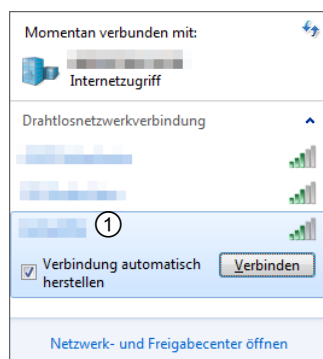 Momentan verbunden mit:
Internetzugriff
Drahtlosnetzwerkverbindung
1
Verbindung automatisch
herstellen
Verbinden
Netzwerk- und Freigabecenter öffnen